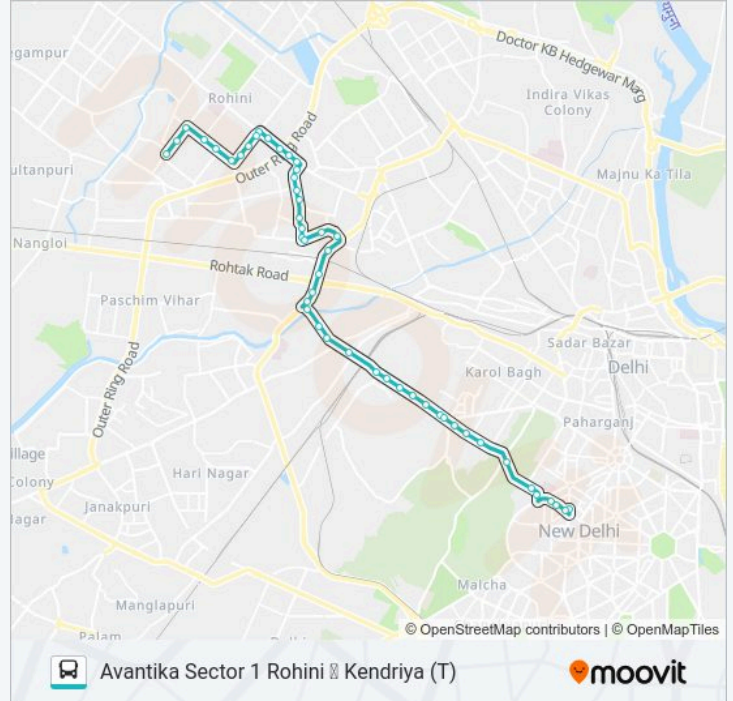 यमुना
gampur
Doctor KB Hedgewar Marg
Rohini
Indira Vikas
Colony
Outer Ring Road
ultanpuri
Majnu Ka Tila
Nangloi
Rohtak Road
Paschim Vihar
Sadar Bazar
Delhi
Karol Bagh
Outer Ring Road
Paharganj
illage
Colony
Hari Nagar
Janakpuri
lagar
New Delhi
Malcha
Manglapuri
Palam
© OpenStreetMap contributors | © OpenMapTiles
Avantika Sector 1 Rohini Kendriya (T)
moovit